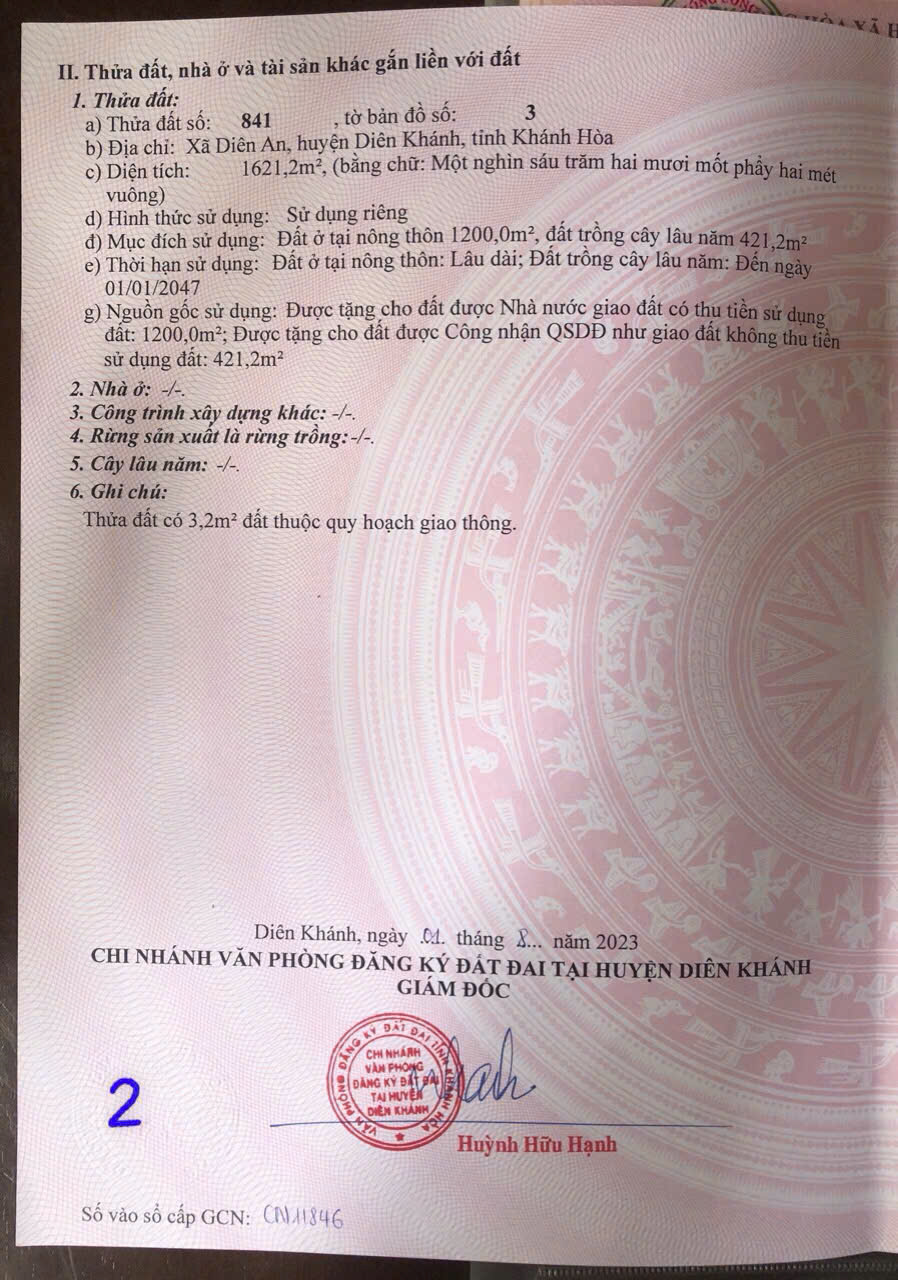 II. Thửa đất, nhà ở và tài sản khác gắn liền với đất
1. Thửa đất:
a) Thửa đất số: 841 , tờ bản đồ số: 3
b) Địa chỉ: Xã Diên An, huyện Diên Khánh, tỉnh Khánh Hòa
c) Diện tích: 1621,2m², (bằng chữ: Một nghìn sáu trăm hai mươi mốt phẩy hai mét
vuông)
d) Hình thức sử dụng: Sử dụng riêng
đ) Mục đích sử dụng: Đất ở tại nông thôn 1200,0m², đất trồng cây lâu năm 421,2m²
e) Thời hạn sử dụng: Đất ở tại nông thôn: Lâu dài; Đất trồng cây lâu năm: Đến ngày
01/01/2047
g) Nguồn gốc sử dụng: Được tặng cho đất được Nhà nước giao đất có thu tiền sử dụng
đất: 1200,0m²; Được tặng cho đất được Công nhận QSDĐ như giao đất không thu tiền
sử dụng đất: 421,2m²
2. Nhà ở: -/-.
3. Công trình xây dựng khác: -/-.
4. Rừng sản xuất là rừng trồng:-/-.
5. Cây lâu năm: -/-.
6. Ghi chú:
Thửa đất có 3,2m² đất thuộc quy hoạch giao thông.
Diên Khánh, ngày .01. tháng 8... năm 2023
CHI NHÁNH VĂN PHÒNG ĐĂNG KÝ ĐẤT ĐAI TẠI HUYỆN DIÊN KHÁNH
GIÁM ĐỐC
VĂN PHÒNG ĐĂNG KÝ ĐẤT ĐAI TỈNH KHÁNH HÒA
CHI NHÁNH
VĂN PHÒNG
ĐĂNG KÝ ĐẤT ĐAI
TẠI HUYỆN
DIÊN KHÁNH
2
Huỳnh Hữu Hạnh
Số vào sổ cấp GCN: CN11846